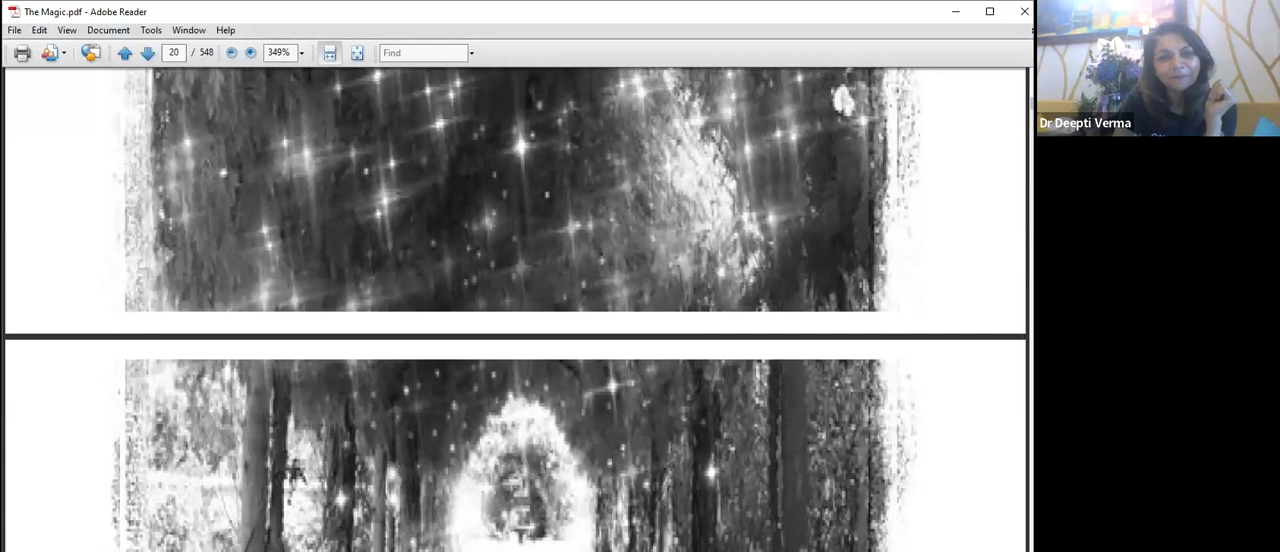 The Magic.pdf - Adobe Reader
File Edit View Document Tools Window Help
20 / 548 349% Find
Dr Deepti Verma